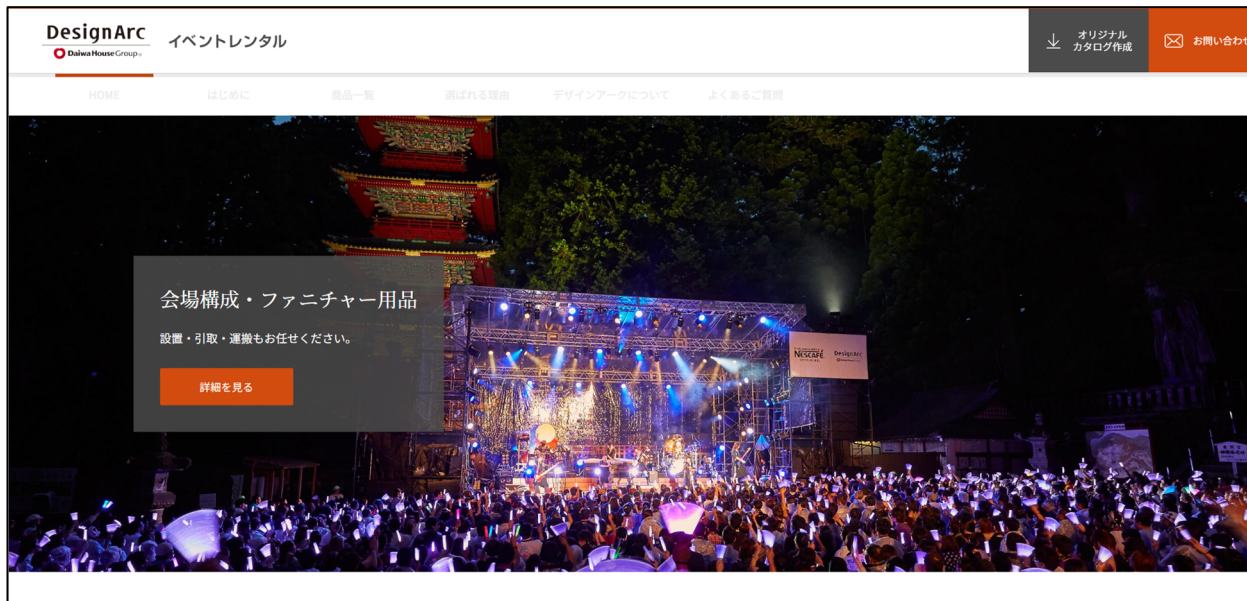 DesignArc
DaiwaHouseGroup®
イベントレンタル
オリジナル
カタログ作成
お問い合わせ
HOME
はじめに
商品一覧
選ばれる理由
デザインアークについて
よくあるご質問
会場構成・ファニチャー用品
設置・引取・運搬もお任せください。
詳細を見る
NESCAFÉ
DesignArc